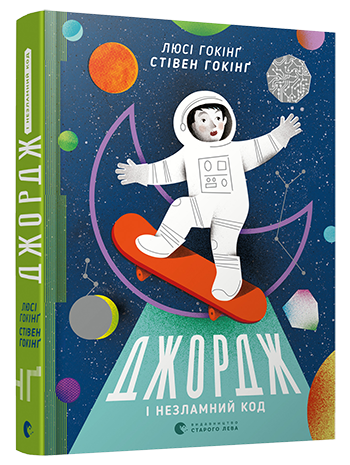 ЛЮСІ ГОКІНҐ
СТІВЕН ГОКІНҐ
ДЖОРДЖ
І НЕЗЛАМНИЙ КОД
ВИДАВНИЦТВО
СТАРОГО ЛЕВА
ДЖОРДЖ
І НЕЗЛАМНИЙ КОД
ЛЮСІ ГОКІНҐ
СТІВЕН ГОКІНҐ